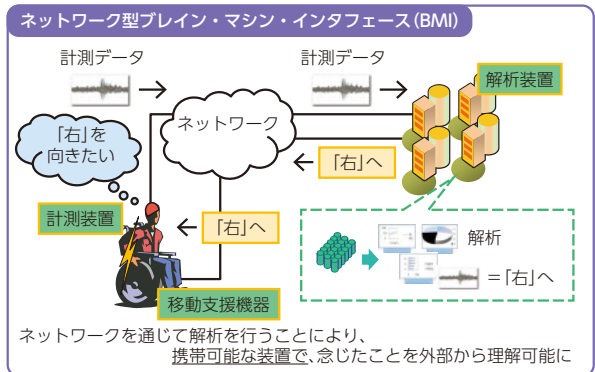 ネットワーク型ブレイン・マシン・インタフェース(BMI)
計測データ
計測データ
解析装置
ネットワーク
「右」を
向きたい
「右」へ
計測装置
「右」へ
解析
＝「右」へ
移動支援機器
ネットワークを通じて解析を行うことにより、
携帯可能な装置で、念じたことを外部から理解可能に